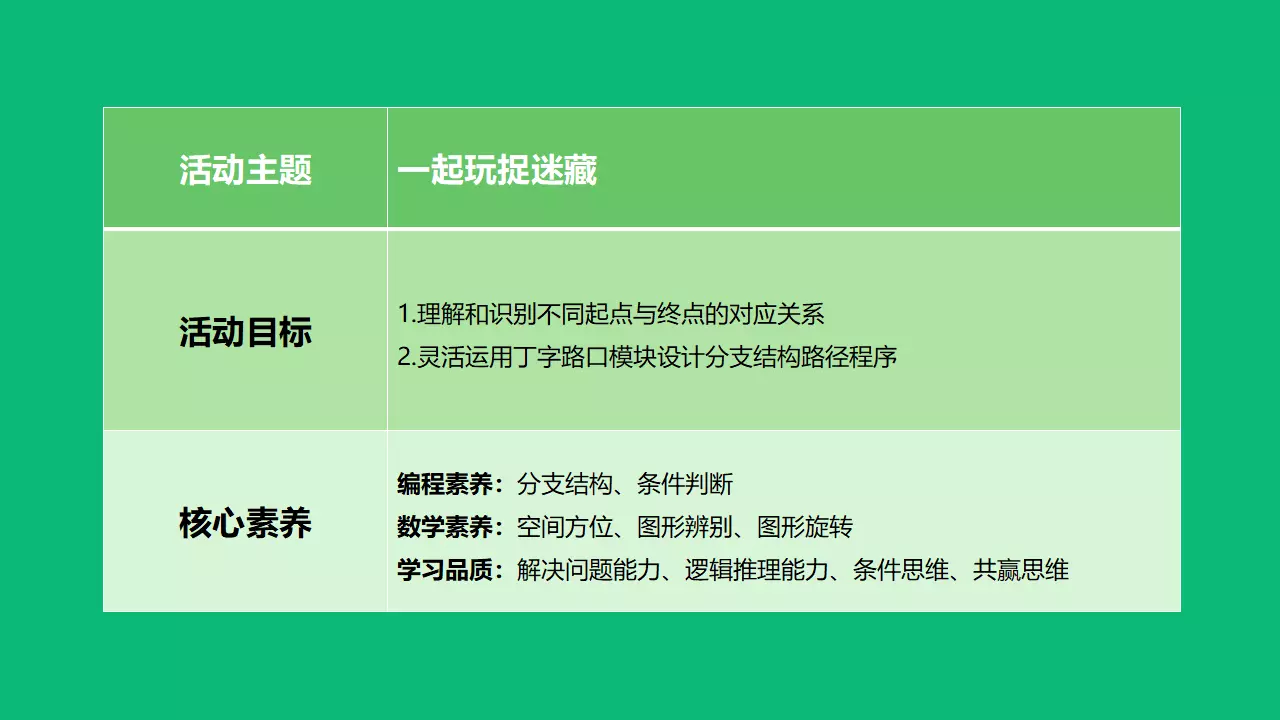 活动主题
一起玩捉迷藏
活动目标
1.理解和识别不同起点与终点的对应关系
2.灵活运用丁字路口模块设计分支结构路径程序
核心素养
编程素养：分支结构、条件判断
数学素养：空间方位、图形辨别、图形旋转
学习品质：解决问题能力、逻辑推理能力、条件思维、共赢思维